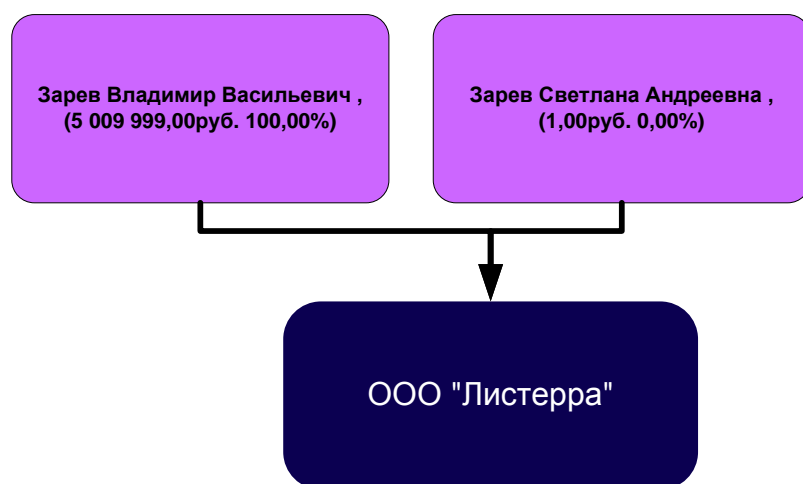 Зарев Владимир Васильевич ,
(5 009 999,00руб. 100,00%)
Зарев Светлана Андреевна ,
(1,00руб. 0,00%)
ООО "Листерра"